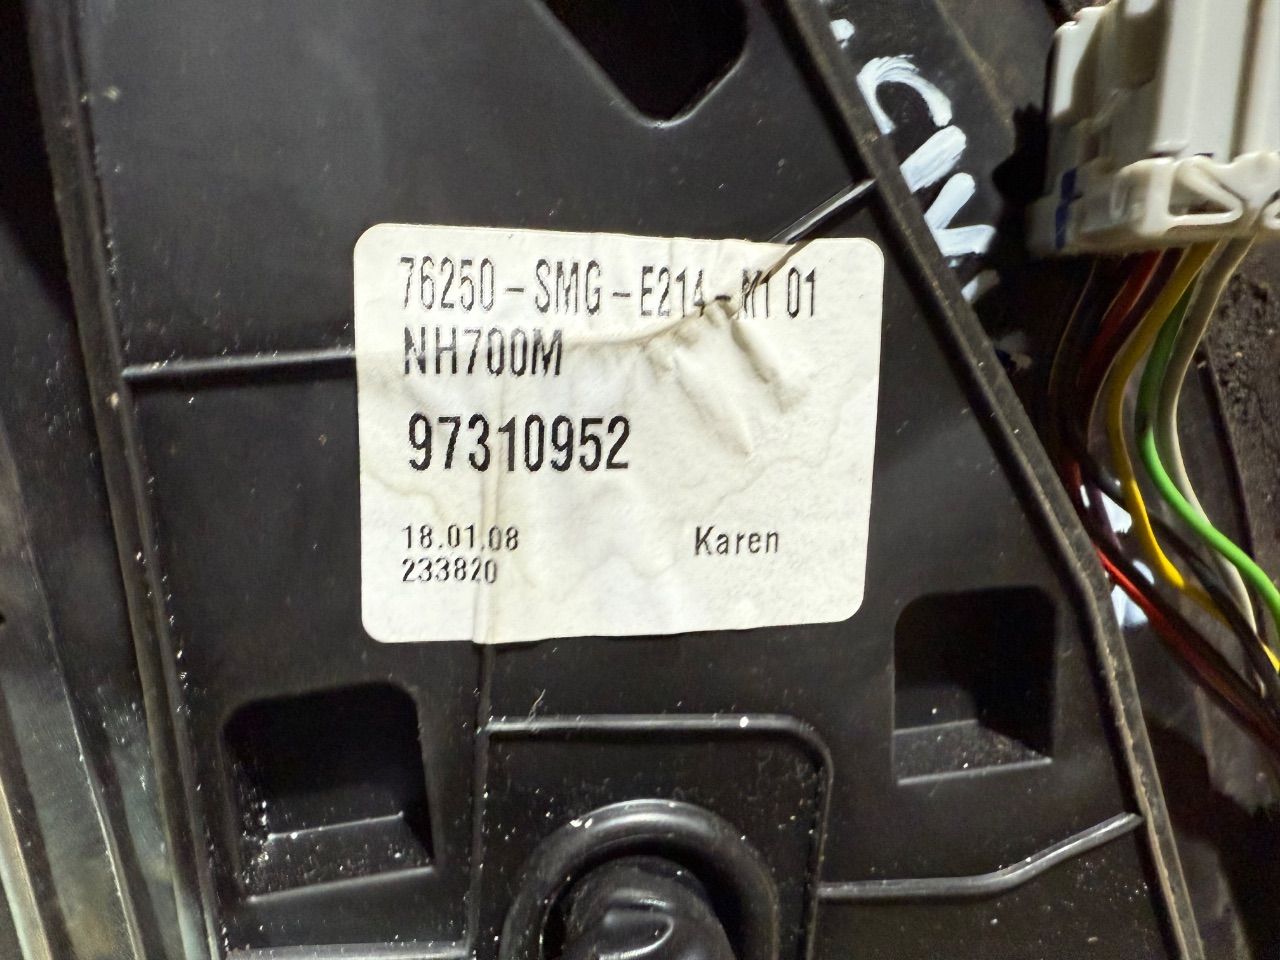 76250-SMG-E214-M1 01
NH700M
97310952
18.01.08
233820
Karen